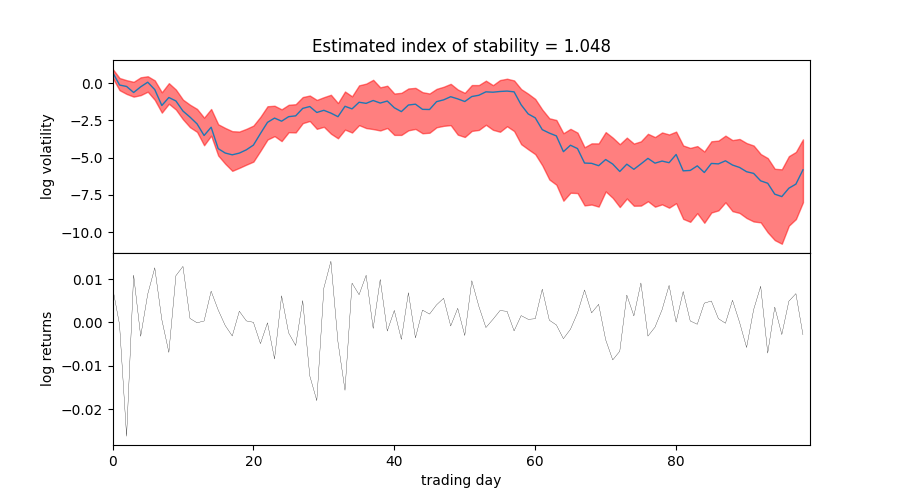 Estimated index of stability = 1.048
log volatility
0.0
−2.5
−5.0
−7.5
−10.0
log returns
0.01
0.00
−0.01
−0.02
0 20 40 60 80
trading day